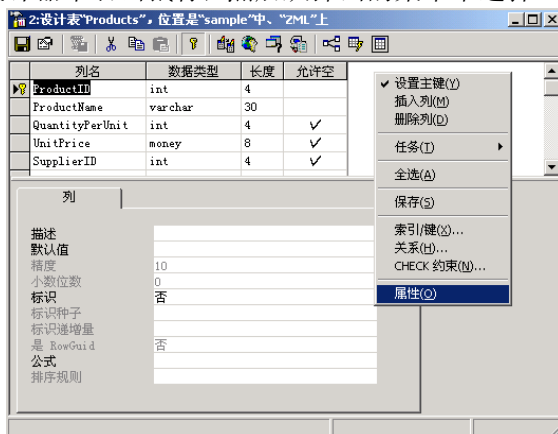 2:设计表"Products"，位置是"sample"中、"ZML"上
列名 数据类型 长度 允许空
ProductID int 4
ProductName varchar 30
QuantityPerUnit int 4
UnitPrice money 8
SupplierID int 4
设置主键(Y)
插入列(M)
删除列(D)
任务(T)
全选(A)
保存(S)
索引/键(X)...
关系(H)...
CHECK 约束(N)...
属性(O)
列
描述
默认值
精度 10
小数位数 0
标识 否
标识种子
标识递增量
是 RowGuid 否
公式
排序规则